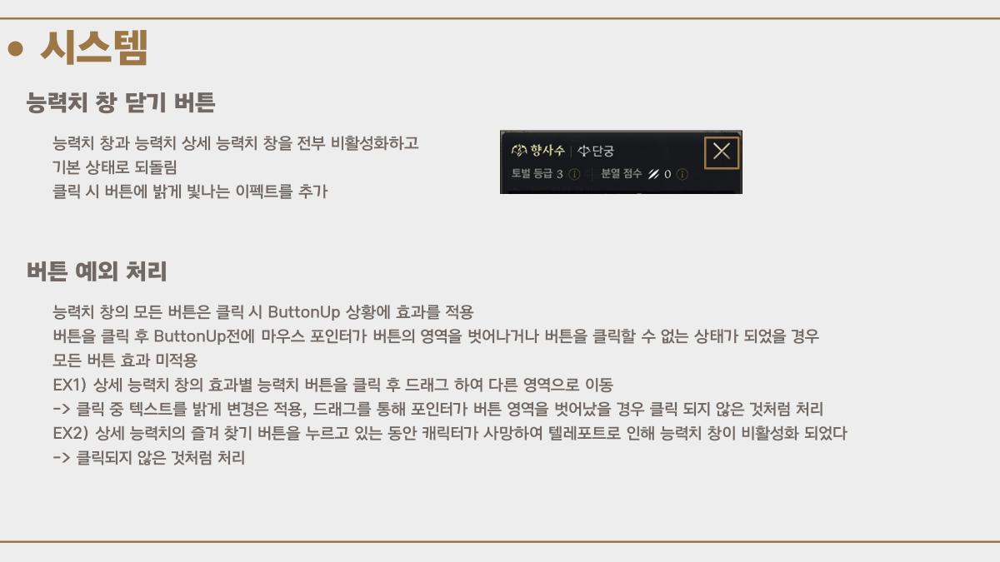 • 시스템
능력치 창 닫기 버튼
능력치 창과 능력치 상세 능력치 창을 전부 비활성화하고
기본 상태로 되돌림
클릭 시 버튼에 밝게 빛나는 이펙트를 추가
향사수 | 단궁
토벌 등급 3 | 분열 점수 0
버튼 예외 처리
능력치 창의 모든 버튼은 클릭 시 ButtonUp 상황에 효과를 적용
버튼을 클릭 후 ButtonUp전에 마우스 포인터가 버튼의 영역을 벗어나거나 버튼을 클릭할 수 없는 상태가 되었을 경우
모든 버튼 효과 미적용
EX1) 상세 능력치 창의 효과별 능력치 버튼을 클릭 후 드래그 하여 다른 영역으로 이동
-> 클릭 중 텍스트를 밝게 변경은 적용, 드래그를 통해 포인터가 버튼 영역을 벗어났을 경우 클릭 되지 않은 것처럼 처리
EX2) 상세 능력치의 즐겨 찾기 버튼을 누르고 있는 동안 캐릭터가 사망하여 텔레포트로 인해 능력치 창이 비활성화 되었다
-> 클릭되지 않은 것처럼 처리